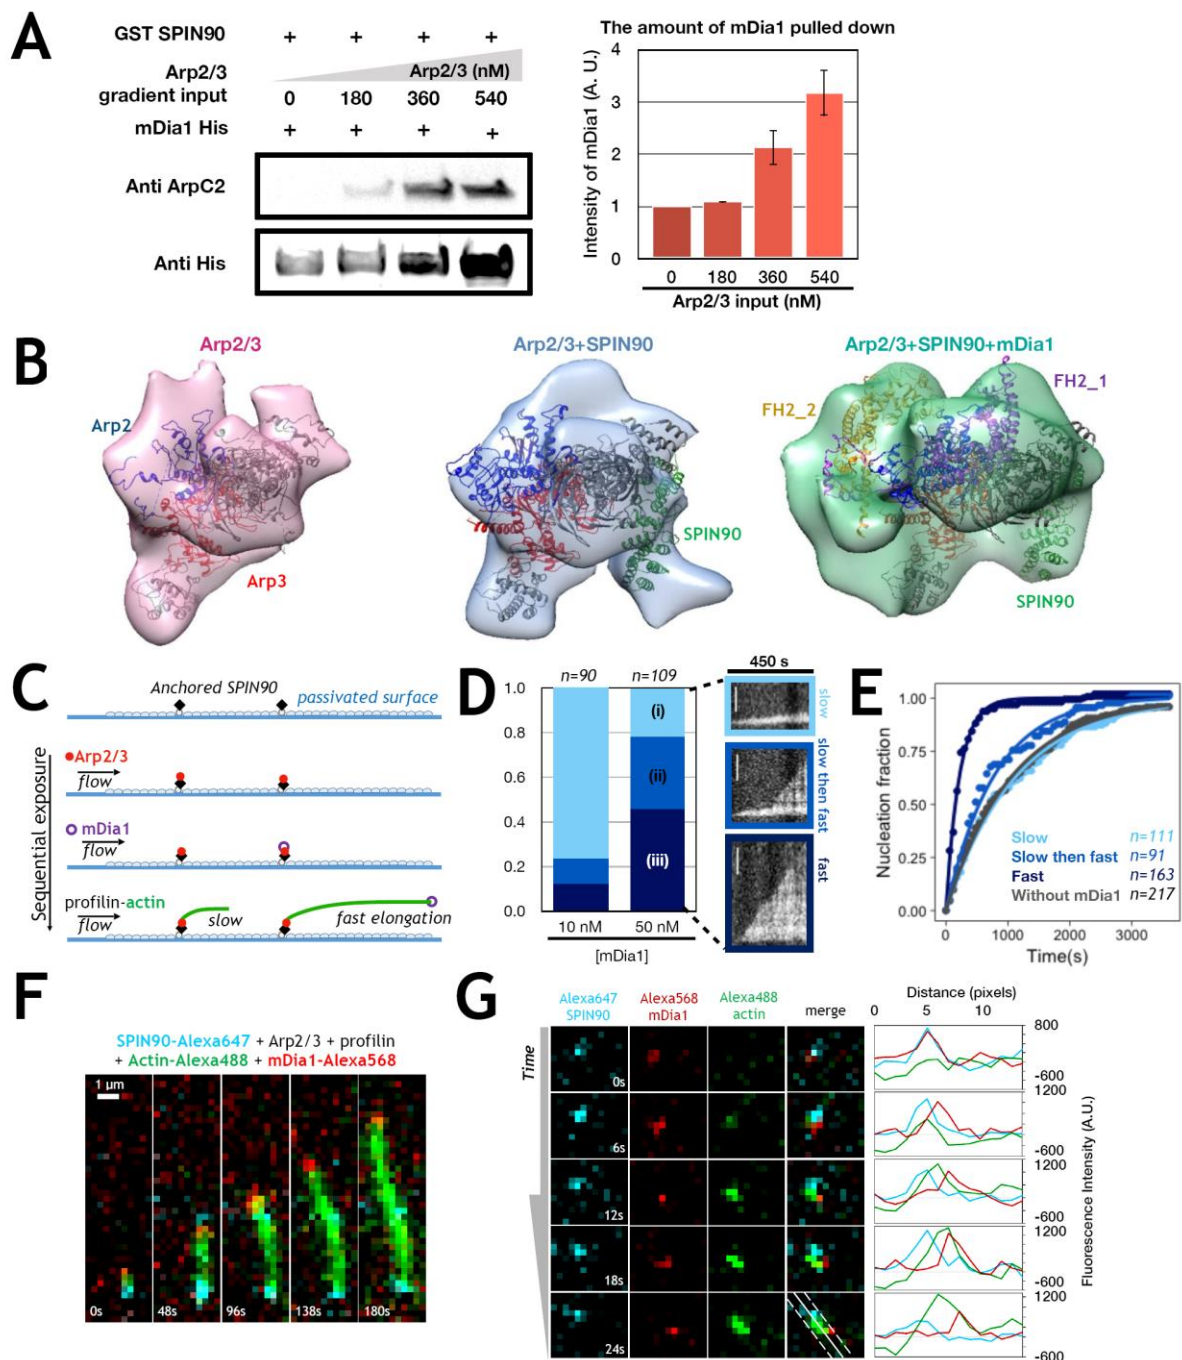 A
GST SPIN90 + + + +
Arp2/3 gradient input
Arp2/3 (nM)
0 180 360 540
mDia1 His + + + +
Anti ArpC2
Anti His
The amount of mDia1 pulled down
Intensity of mDia1 (A. U.)
4
3
2
1
0
0 180 360 540
Arp2/3 input (nM)
B
Arp2/3
Arp2
Arp3
Arp2/3+SPIN90
SPIN90
Arp2/3+SPIN90+mDia1
FH2_1
FH2_2
SPIN90
C
Sequential exposure
Anchored SPIN90
passivated surface
Arp2/3
flow
mDia1
flow
profilin-actin
flow
slow
fast elongation
D
n=90 n=109
1.0
0.8
0.6
0.4
0.2
0.0
(i)
(ii)
(iii)
10 nM 50 nM
[mDia1]
450 s
slow
slow then fast
fast
E
Nucleation fraction
1.00
0.75
0.50
0.25
0.00
Slow n=111
Slow then fast n=91
Fast n=163
Without mDia1 n=217
0 1000 2000 3000
Time(s)
F
SPIN90-Alexa647 + Arp2/3 + profilin
+ Actin-Alexa488 + mDia1-Alexa568
1 µm
0s 48s 96s 138s 180s
G
Time
Alexa647 SPIN90
Alexa568 mDia1
Alexa488 actin
merge
0s
6s
12s
18s
24s
Distance (pixels)
0 5 10
800
-600
1200
-600
1200
-600
1200
-600
1200
-600
Fluorescence Intensity (A.U.)